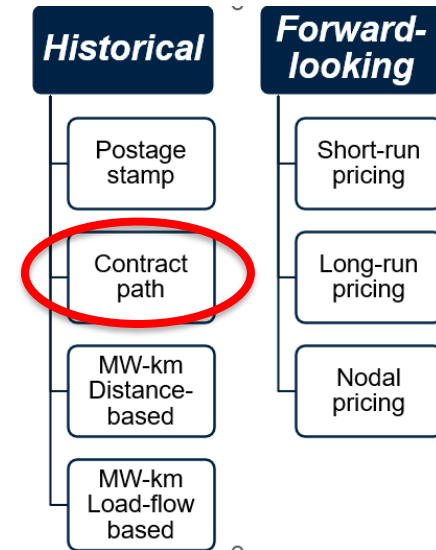 Historical
Postage
stamp
Contract
path
MW-km
Distance-
based
MW-km
Load-flow
based
Forward-
looking
Short-run
pricing
Long-run
pricing
Nodal
pricing